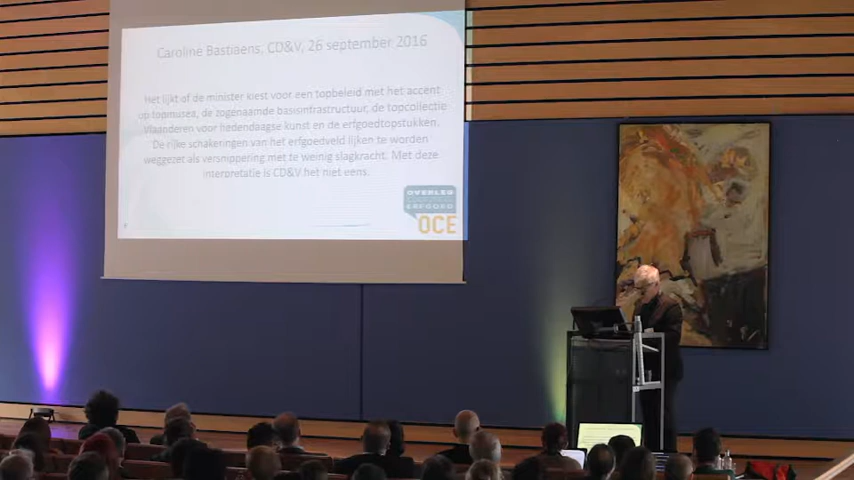 Caroline Bastiaens, CD&V, 26 september 2016
Het lijkt of de minister kiest voor een topbeleid met het accent
op topmusea, de zogenaamde basisinfrastructuur, de topcollectie
Vlaanderen voor hedendaagse kunst en de erfgoedtopstukken.
De rijke schakeringen van het erfgoedveld lijken te worden
weggezet als versnippering met te weinig slagkracht. Met deze
interpretatie is CD&V het niet eens.
OVERLEG
ERFGOED
OCE